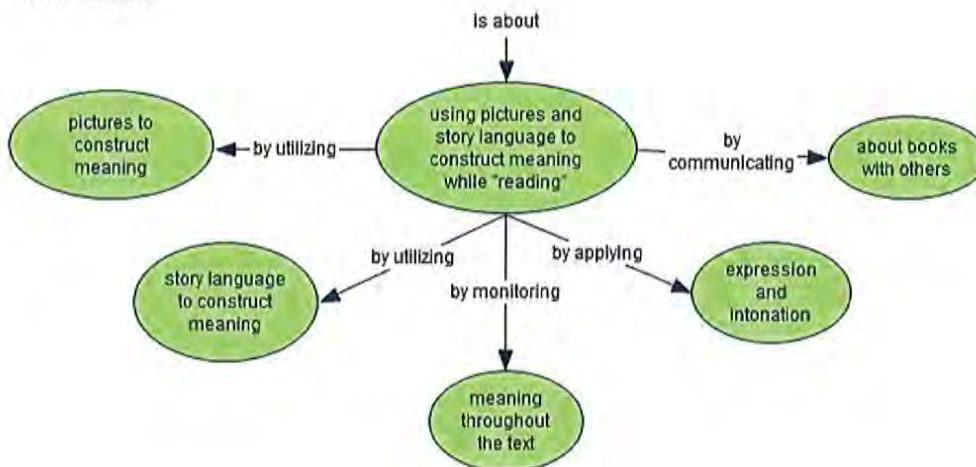 is about
using pictures and
story language to
construct meaning
while "reading"
by utilizing
pictures to
construct
meaning
by
communicating
about books
with others
by utilizing
story language
to construct
meaning
by monitoring
meaning
throughout
the text
by applying
expression
and
intonation